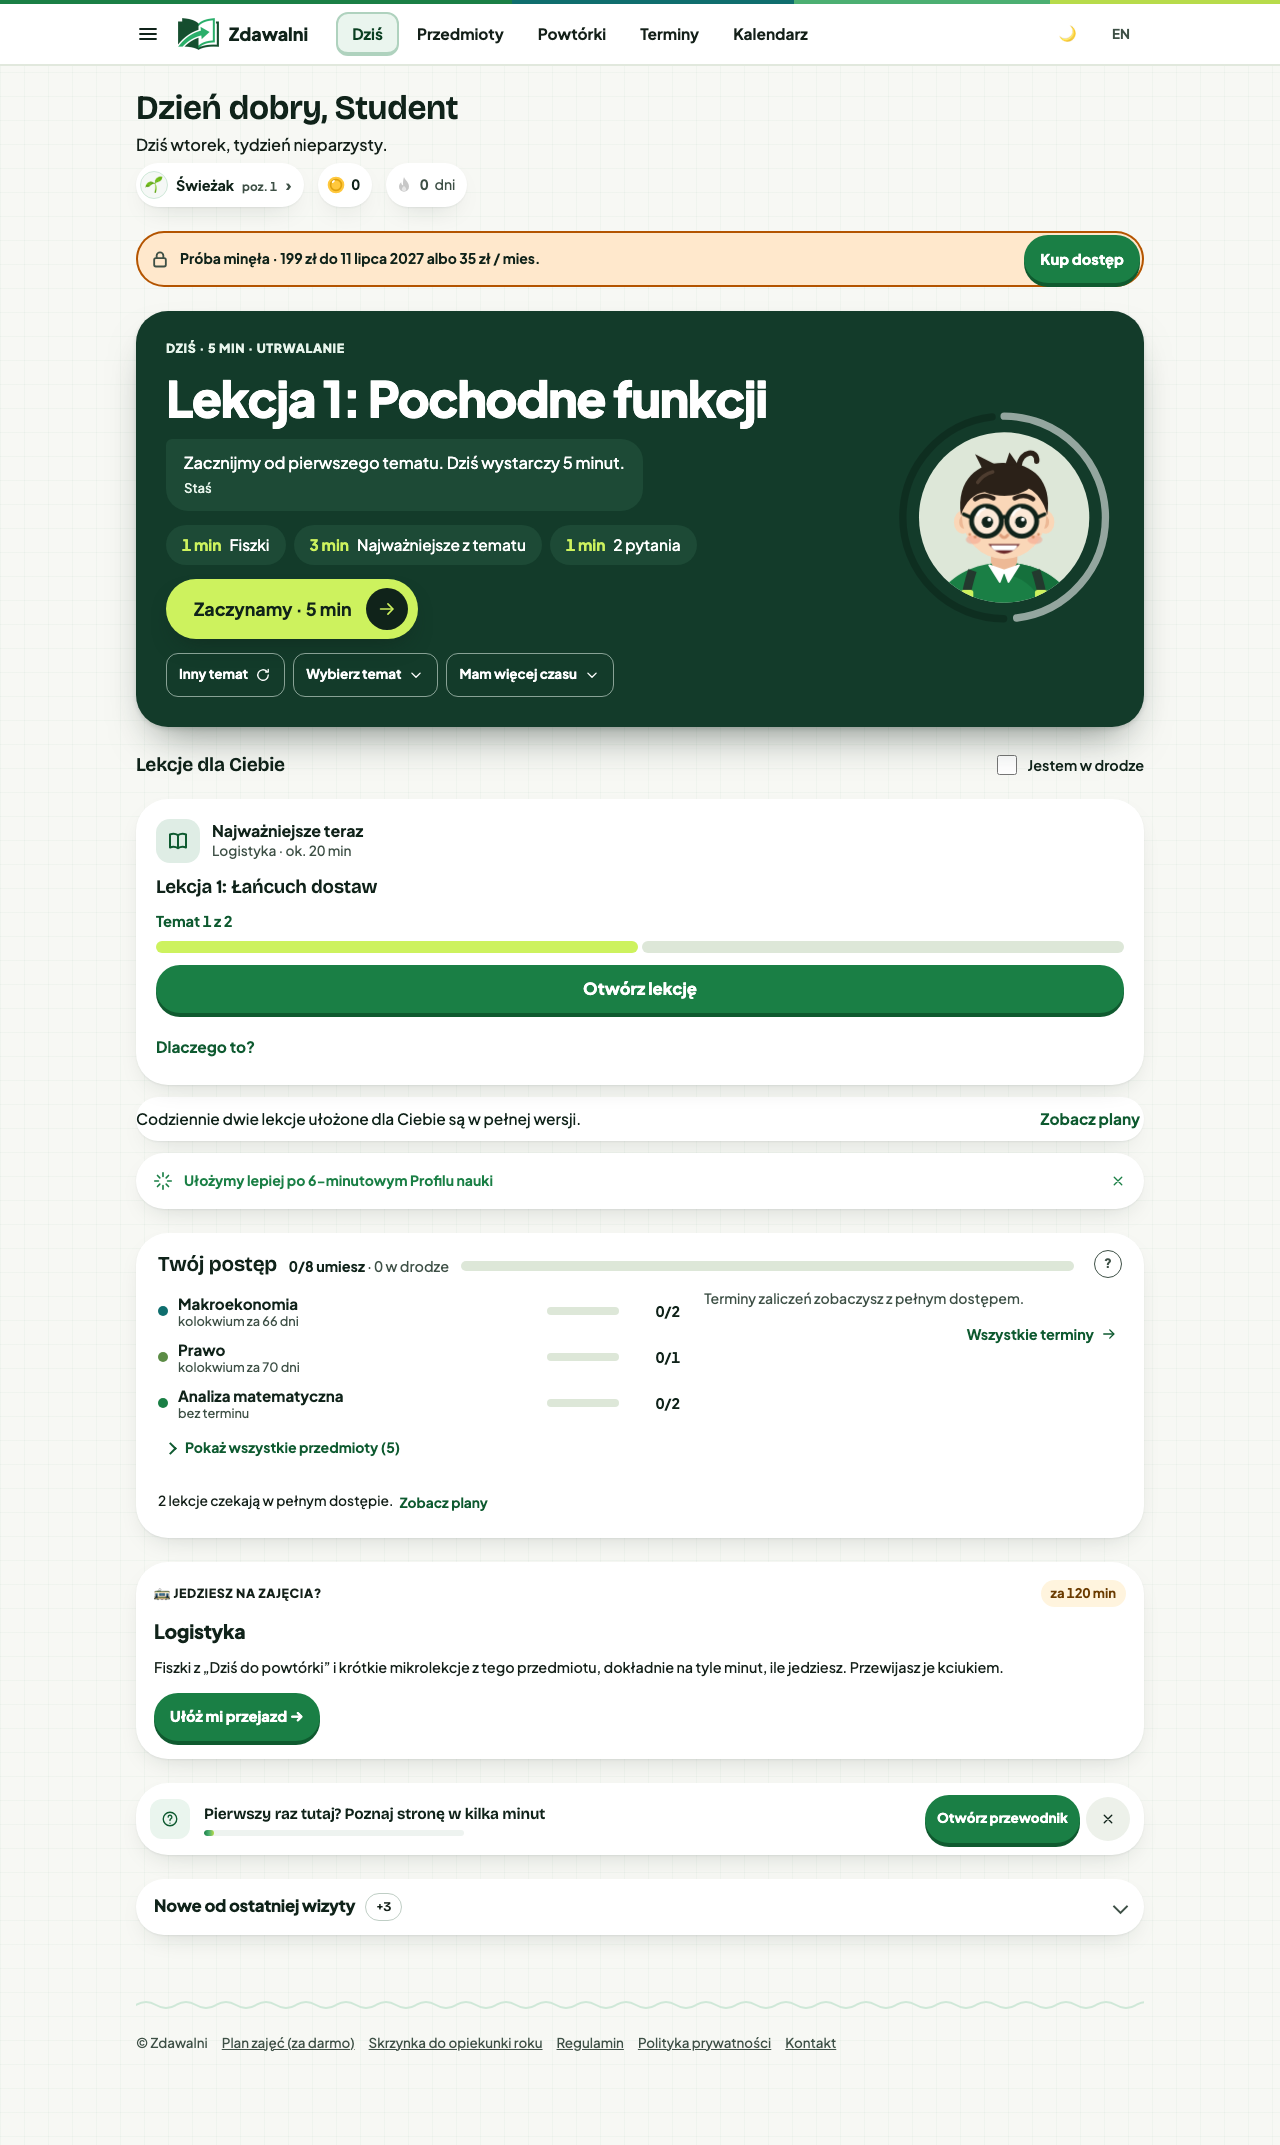 Zdawalni
Dziś
Przedmioty
Powtórki
Terminy
Kalendarz
EN
Dzień dobry, Student
Dziś wtorek, tydzień nieparzysty.
Świeżak poz. 1 ›
0
0 dni
Próba minęła · 199 zł do 11 lipca 2027 albo 35 zł / mies.
Kup dostęp
DZIŚ · 5 MIN · UTRWALANIE
Lekcja 1: Pochodne funkcji
Zacznijmy od pierwszego tematu. Dziś wystarczy 5 minut.
Staś
1 min Fiszki
3 min Najważniejsze z tematu
1 min 2 pytania
Zaczynamy · 5 min
Inny temat
Wybierz temat
Mam więcej czasu
Lekcje dla Ciebie
Jestem w drodze
Najważniejsze teraz
Logistyka · ok. 20 min
Lekcja 1: Łańcuch dostaw
Temat 1 z 2
Otwórz lekcję
Dlaczego to?
Codziennie dwie lekcje ułożone dla Ciebie są w pełnej wersji.
Zobacz plany
Ułożymy lepiej po 6-minutowym Profilu nauki
Twój postęp
0/8 umiesz · 0 w drodze
?
Makroekonomia
kolokwium za 66 dni
0/2
Prawo
kolokwium za 70 dni
0/1
Analiza matematyczna
bez terminu
0/2
Pokaż wszystkie przedmioty (5)
Terminy zaliczeń zobaczysz z pełnym dostępem.
Wszystkie terminy →
2 lekcje czekają w pełnym dostępie. Zobacz plany
JEDZIESZ NA ZAJĘCIA?
za 120 min
Logistyka
Fiszki z „Dziś do powtórki” i krótkie mikrolekcje z tego przedmiotu, dokładnie na tyle minut, ile jedziesz. Przewijasz je kciukiem.
Ułóż mi przejazd →
Pierwszy raz tutaj? Poznaj stronę w kilka minut
Otwórz przewodnik
Nowe od ostatniej wizyty
+3
© Zdawalni
Plan zajęć (za darmo)
Skrzynka do opiekunki roku
Regulamin
Polityka prywatności
Kontakt